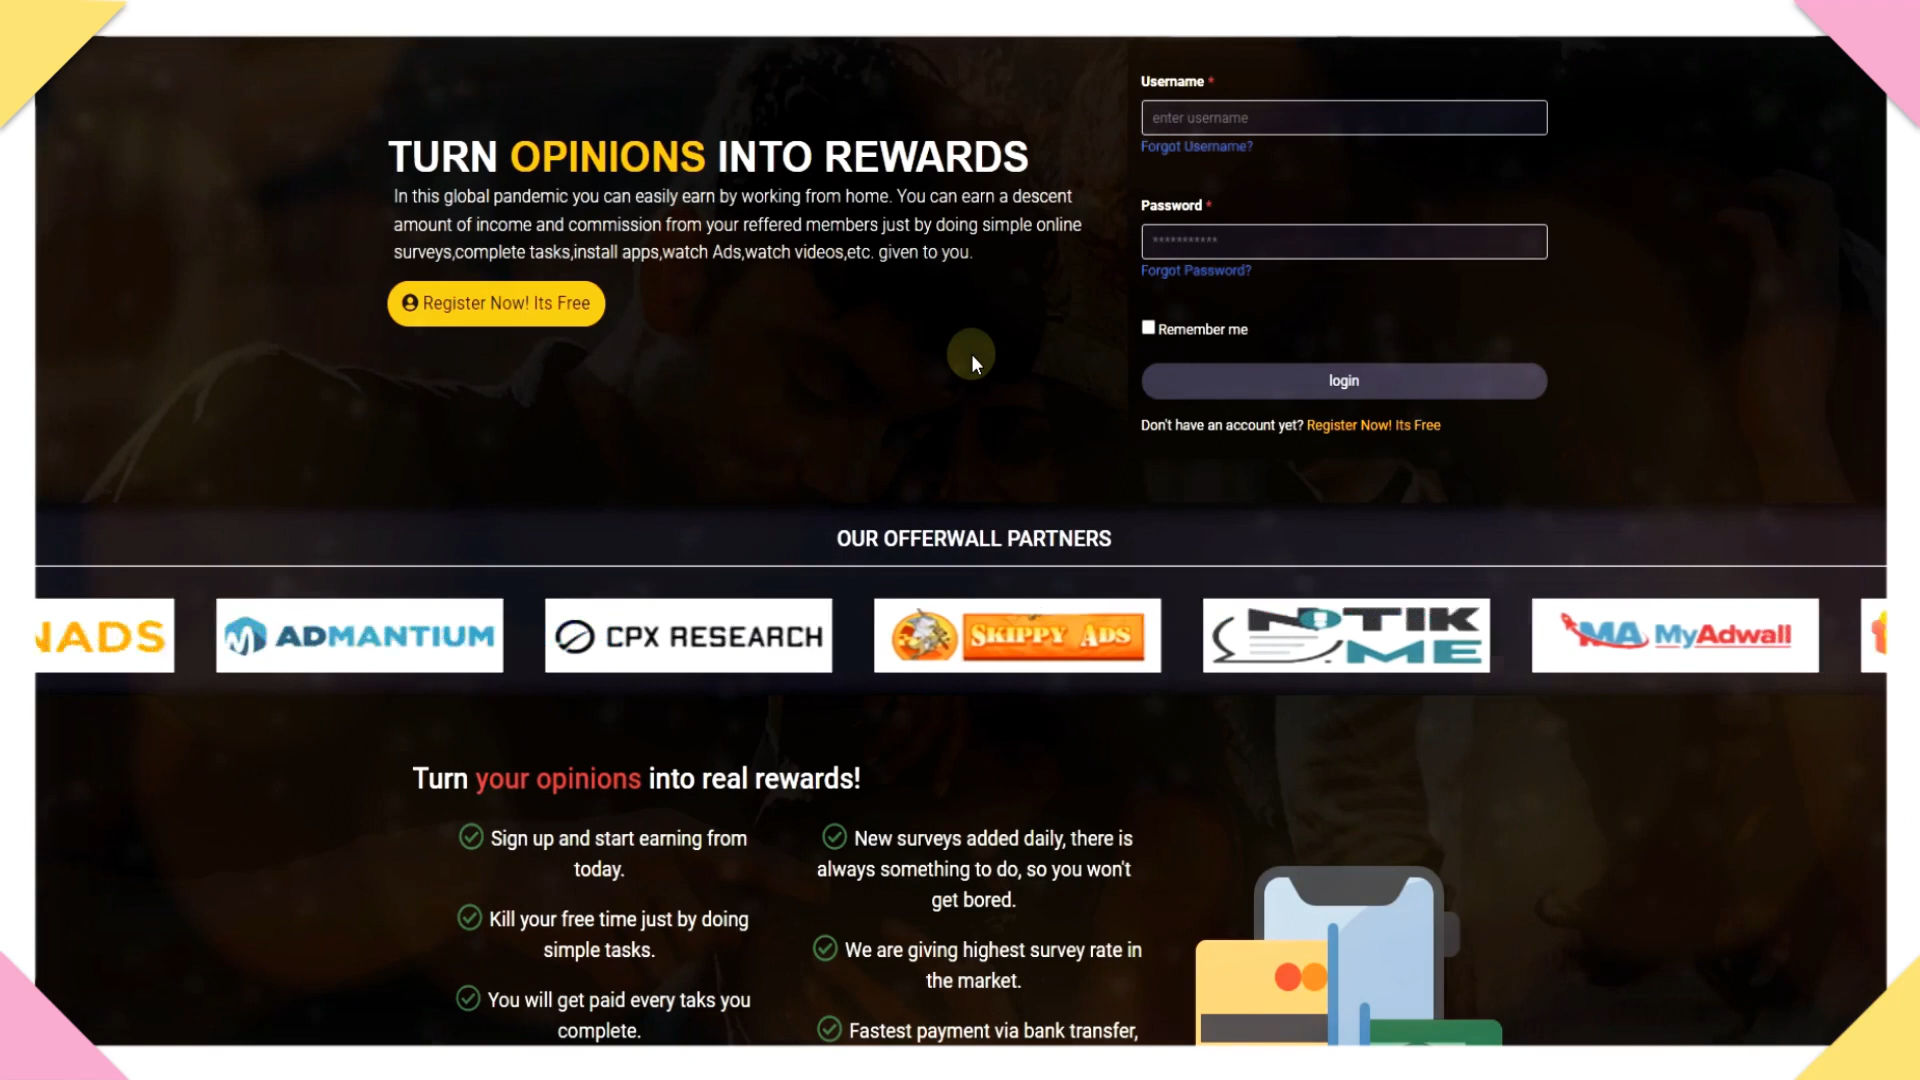 TURN OPINIONS INTO REWARDS
In this global pandemic you can easily earn by working from home. You can earn a descent
amount of income and commission from your reffered members just by doing simple online
surveys,complete tasks,install apps,watch Ads,watch videos,etc. given to you.
Register Now! Its Free
Username *
enter username
Forgot Username?
Password *
***********
Forgot Password?
Remember me
login
Don't have an account yet? Register Now! Its Free
OUR OFFERWALL PARTNERS
NADS
ADMANTIUM
CPX RESEARCH
SKIPPY ADS
NOTIK
ME
MA MyAdwall
Turn your opinions into real rewards!
Sign up and start earning from
today.
Kill your free time just by doing
simple tasks.
You will get paid every taks you
complete.
New surveys added daily, there is
always something to do, so you won't
get bored.
We are giving highest survey rate in
the market.
Fastest payment via bank transfer,